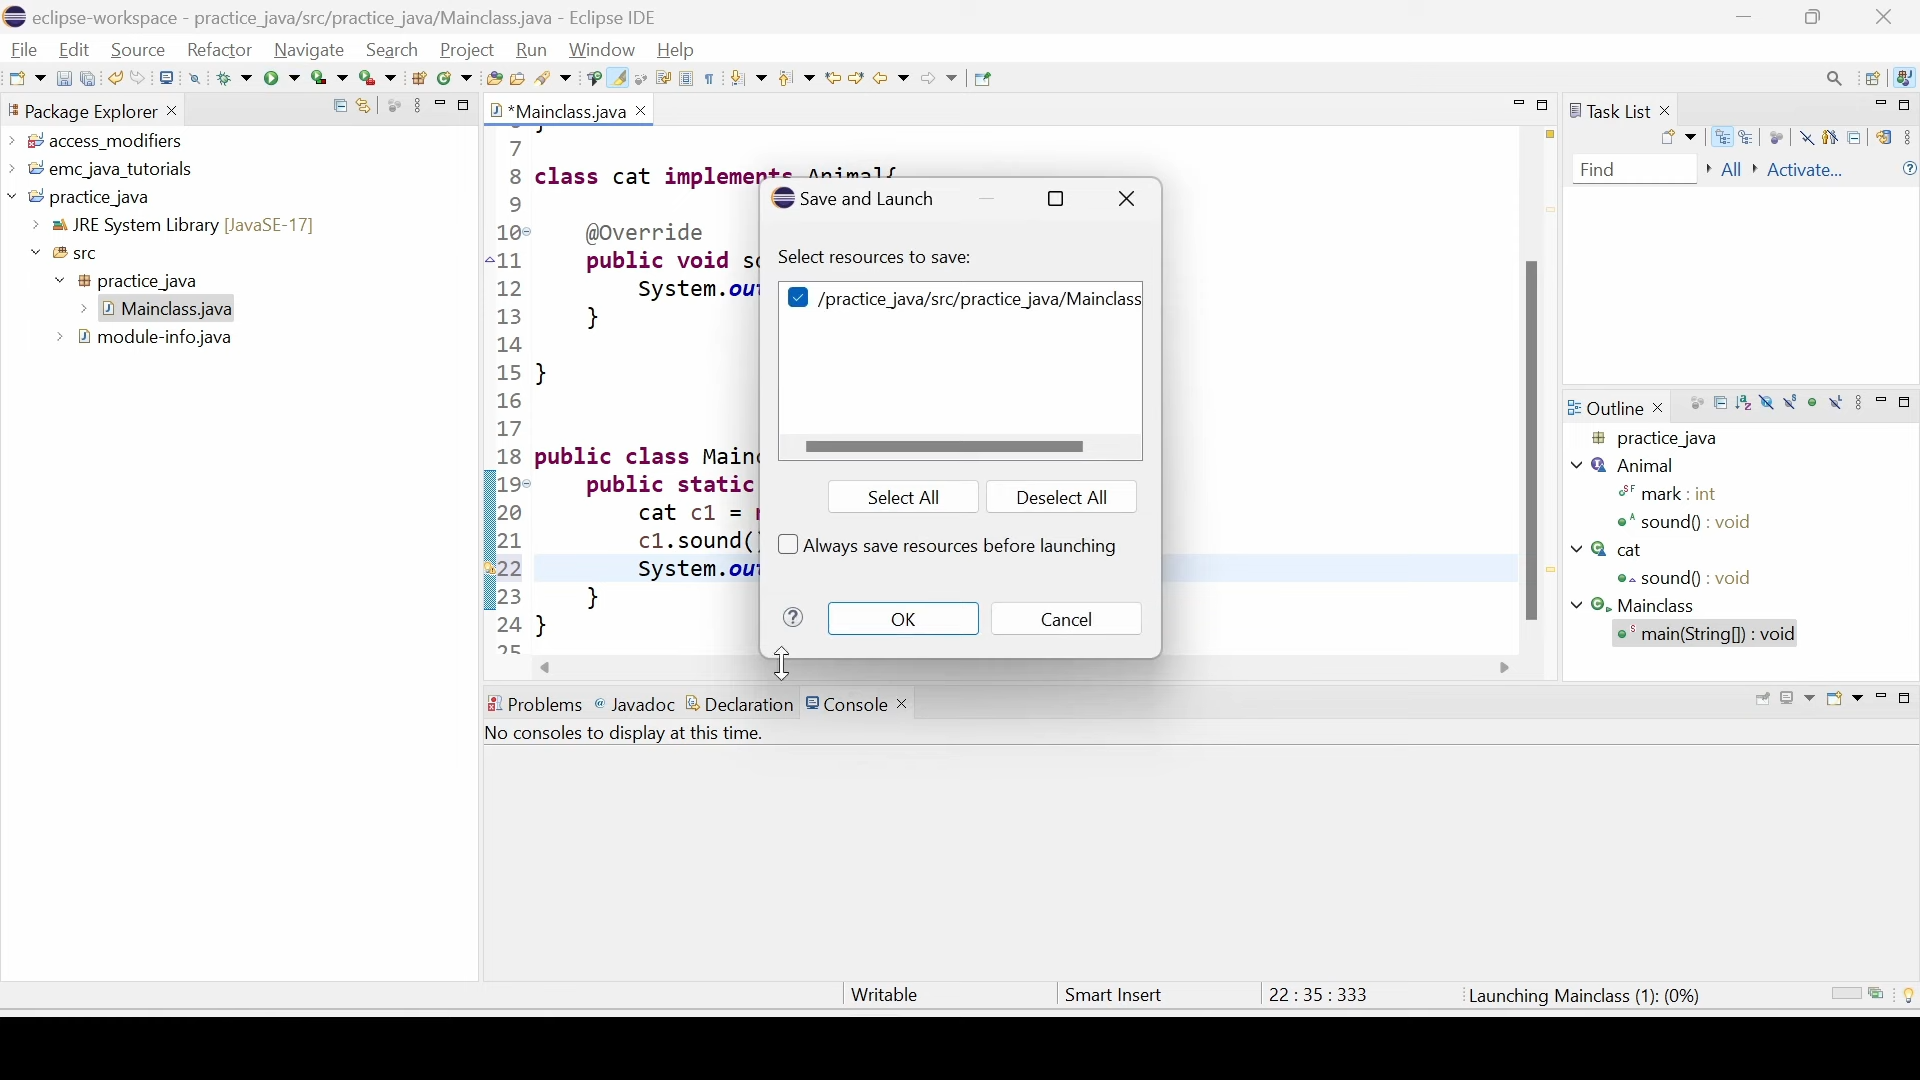 eclipse-workspace - practice_java/src/practice_java/Mainclass.java - Eclipse IDE
File Edit Source Refactor Navigate Search Project Run Window Help
Package Explorer
access_modifiers
emc_java_tutorials
practice_java
JRE System Library [JavaSE-17]
src
practice_java
Mainclass.java
module-info.java
*Mainclass.java
7
8 class cat implements Animal{
9
10 @Override
11 public void
12 System.
13 }
14
15 }
16
17
18 public class
19 public static
20 cat c1 =
21 c1.sound()
22 System.
23 }
24 }
25
Save and Launch
Select resources to save:
/practice_java/src/practice_java/Mainclass
Select All Deselect All
Always save resources before launching
OK Cancel
Task List
Find All Activate...
Outline
practice_java
Animal
mark : int
sound() : void
cat
sound() : void
Mainclass
main(String[]) : void
Problems @ Javadoc Declaration Console
No consoles to display at this time.
Writable Smart Insert 22 : 35 : 333 Launching Mainclass (1): (0%)